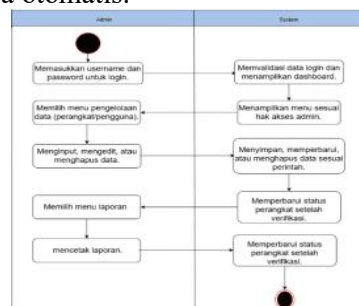 a otomatis.
Admin
System
Memasukkan username dan
password untuk login.
Memvalidasi data login dan
menampilkan dashboard.
Memilih menu pengelolaan
data (perangkat/pengguna).
Menampilkan menu sesuai
hak akses admin.
Menginput, mengedit, atau
menghapus data.
Menyimpan, memperbarui,
atau menghapus data sesuai
perintah.
Memilih menu laporan
Memperbarui status
perangkat setelah
verifikasi.
mencetak laporan.
Memperbarui status
perangkat setelah
verifikasi.